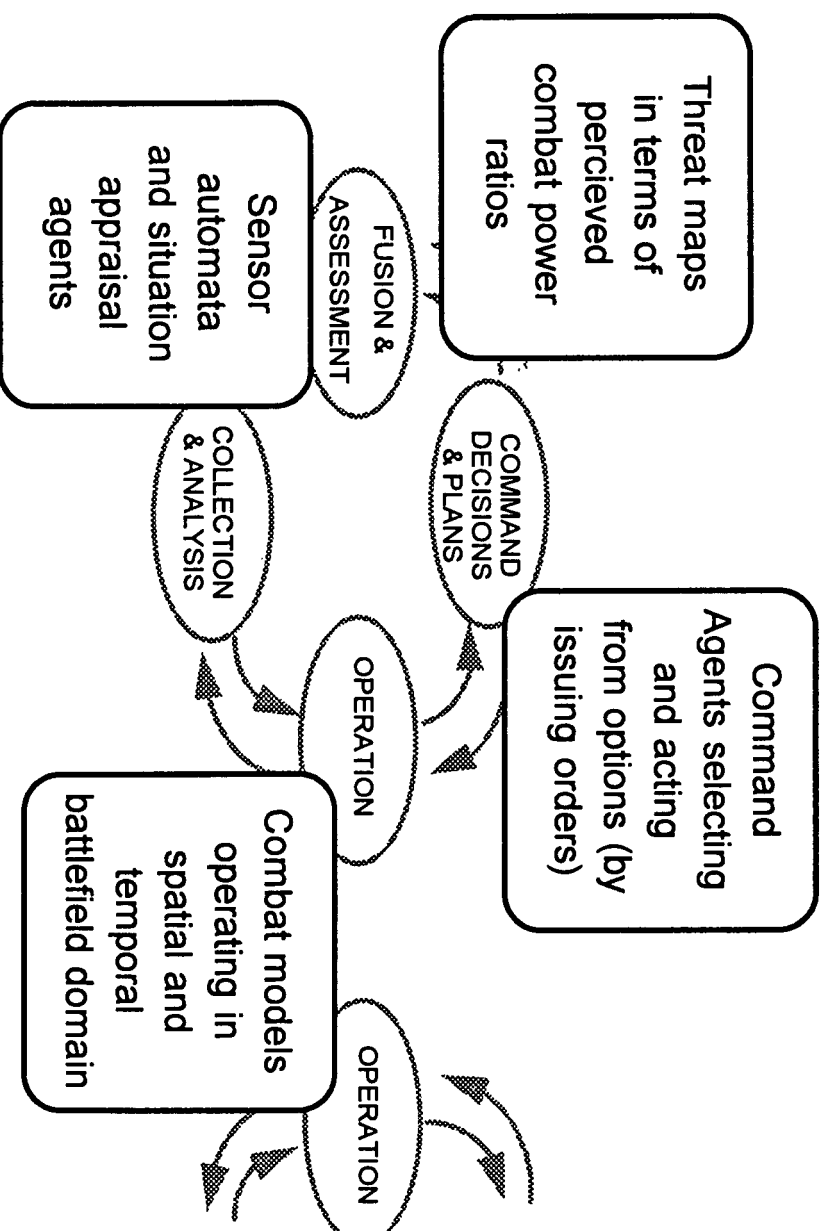 Threat maps
in terms of
percieved
combat power
ratios
Command
Agents selecting
and acting
from options (by
issuing orders)
COMMAND
DECISIONS
& PLANS
FUSION &
ASSESSMENT
OPERATION
OPERATION
COLLECTION
& ANALYSIS
Sensor
automata
and situation
appraisal
agents
Combat models
operating in
spatial and
temporal
battlefield domain